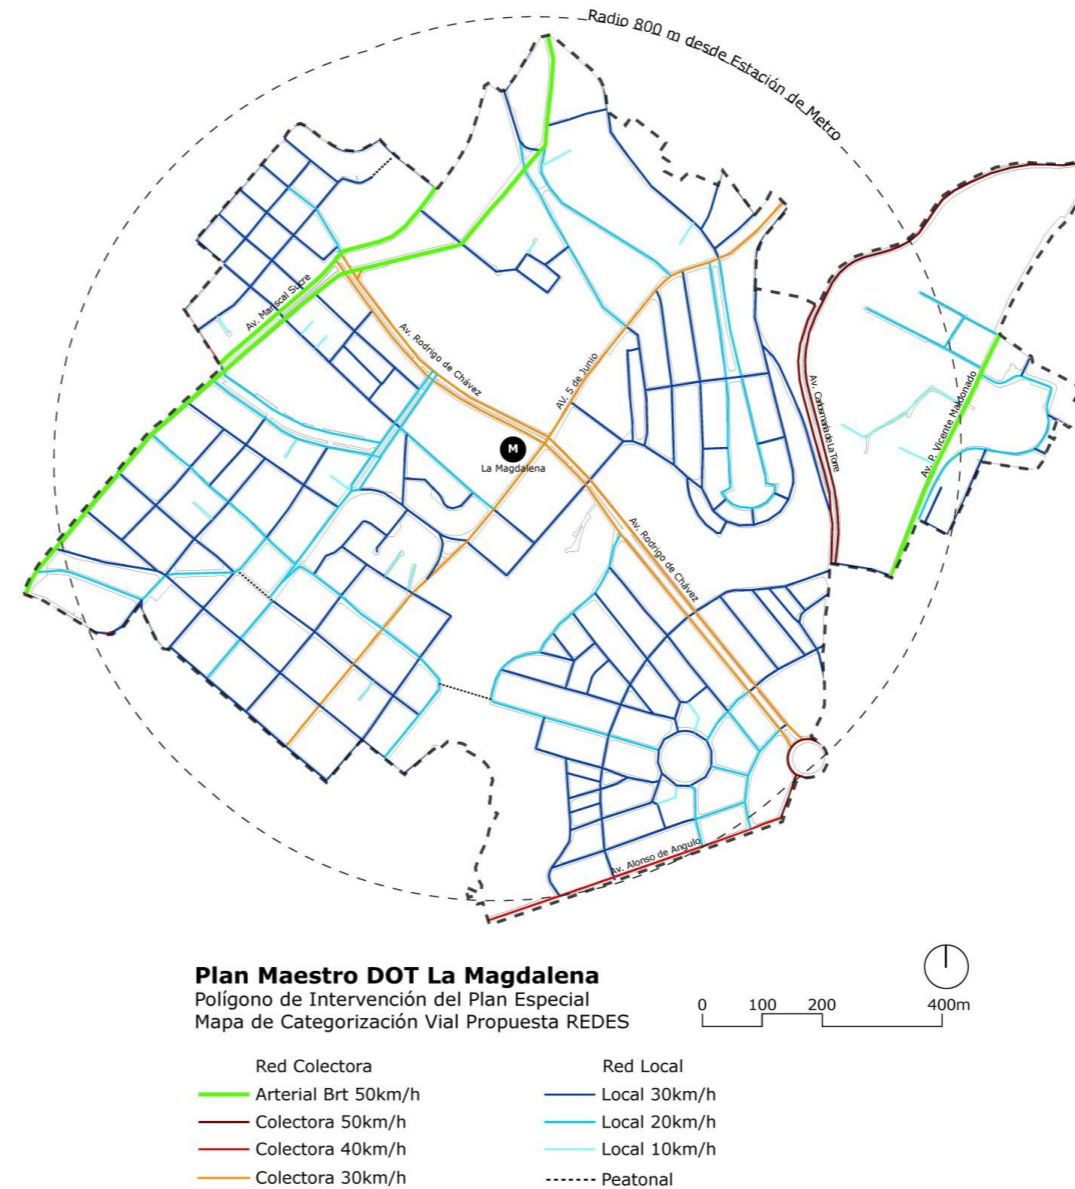 Radio 800 m desde Estación de Metro
Av. Mariscal Sucre
Av. Rodrigo de Chávez
AV. 5 de Junio
M
La Magdalena
Av. Carlosmaría de La Torre
Av. P. Vicente Maldonado
Av. Rodrigo de Chávez
Av. Alonso de Angulo
Plan Maestro DOT La Magdalena
Polígono de Intervención del Plan Especial
Mapa de Categorización Vial Propuesta REDES
0 100 200 400m
Red Colectora
Arterial Brt 50km/h
Colectora 50km/h
Colectora 40km/h
Colectora 30km/h
Red Local
Local 30km/h
Local 20km/h
Local 10km/h
Peatonal